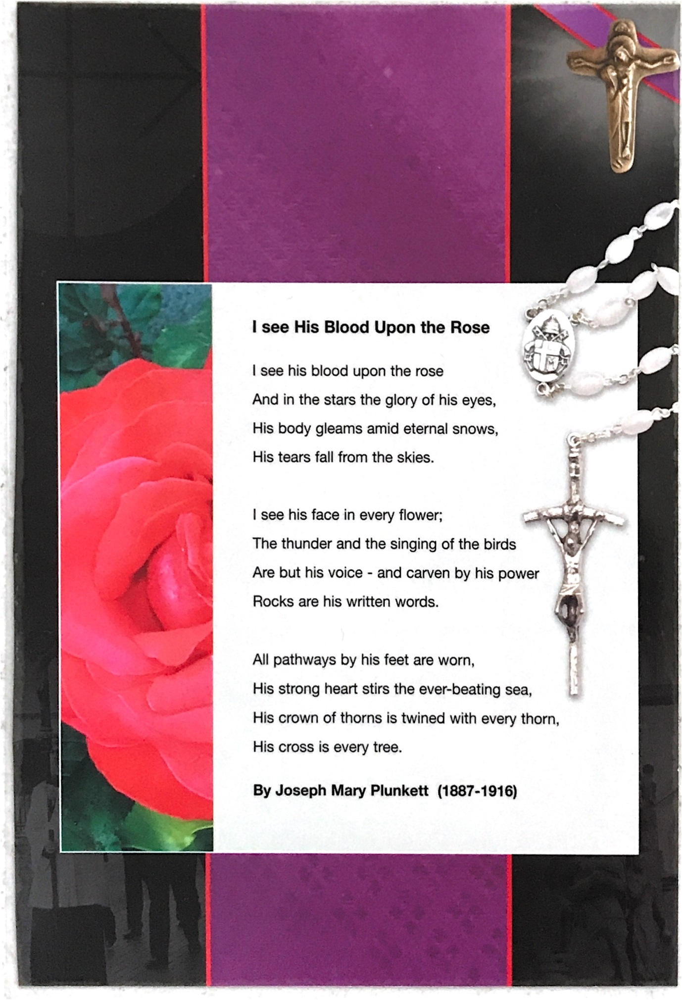 I see His Blood Upon the Rose
I see his blood upon the rose
And in the stars the glory of his eyes,
His body gleams amid eternal snows,
His tears fall from the skies.
I see his face in every flower;
The thunder and the singing of the birds
Are but his voice - and carven by his power
Rocks are his written words.
All pathways by his feet are worn,
His strong heart stirs the ever-beating sea,
His crown of thorns is twined with every thorn,
His cross is every tree.
By Joseph Mary Plunkett (1887-1916)